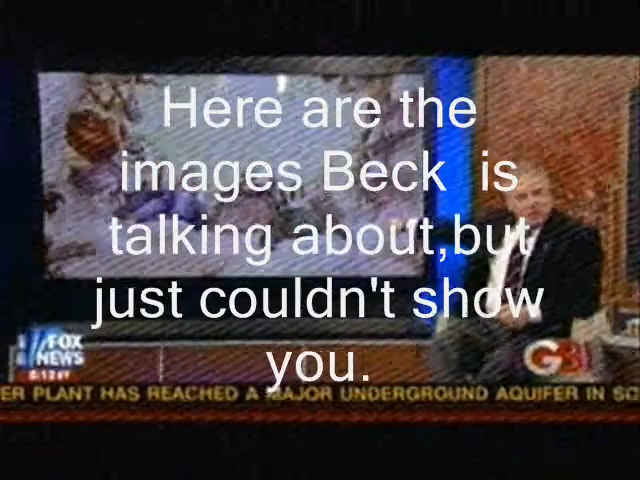 Here are the
images Beck  is
talking about,but
just couldn't show
you.
FOX
NEWS
GB
ER PLANT HAS REACHED A MAJOR UNDERGROUND AQUIFER IN SO